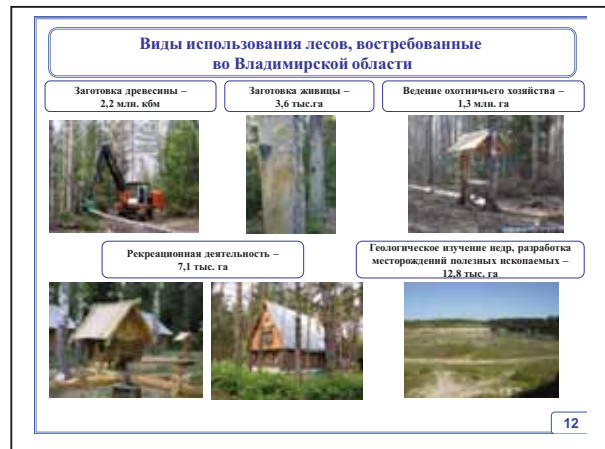 Виды использования лесов, востребованные
во Владимирской области
Заготовка древесины –
2,2 млн. кбм
Заготовка живицы –
3,6 тыс.га
Ведение охотничьего хозяйства –
1,3 млн. га
Рекреационная деятельность –
7,1 тыс. га
Геологическое изучение недр, разработка
месторождений полезных ископаемых –
12,8 тыс. га
12